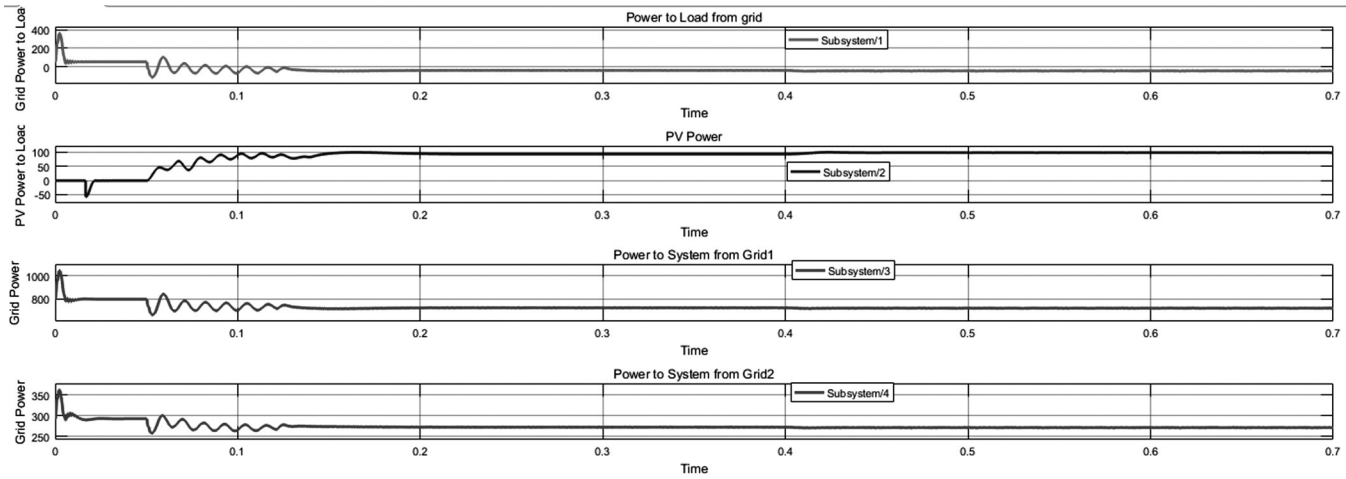 Power to Load from grid
Grid Power to Loa
400
200
0
Subsystem/1
0 0.1 0.2 0.3 0.4 0.5 0.6 0.7
Time
PV Power
PV Power to Load
100
50
0
-50
Subsystem/2
0 0.1 0.2 0.3 0.4 0.5 0.6 0.7
Time
Power to System from Grid1
Grid Power
1000
800
Subsystem/3
0 0.1 0.2 0.3 0.4 0.5 0.6 0.7
Time
Power to System from Grid2
Grid Power
350
300
250
Subsystem/4
0 0.1 0.2 0.3 0.4 0.5 0.6 0.7
Time